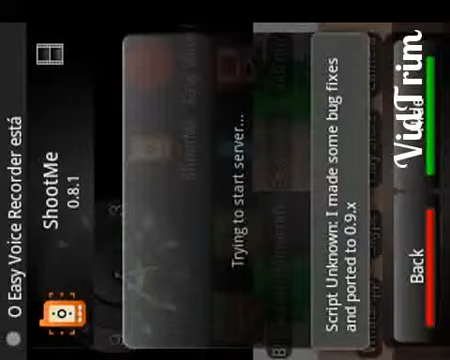 O Easy Voice Recorder está
ShootMe
0.8.1
Trying to start server...
Script Unknown: I made some bug fixes
and ported to 0.9.x
Back
VidTrim